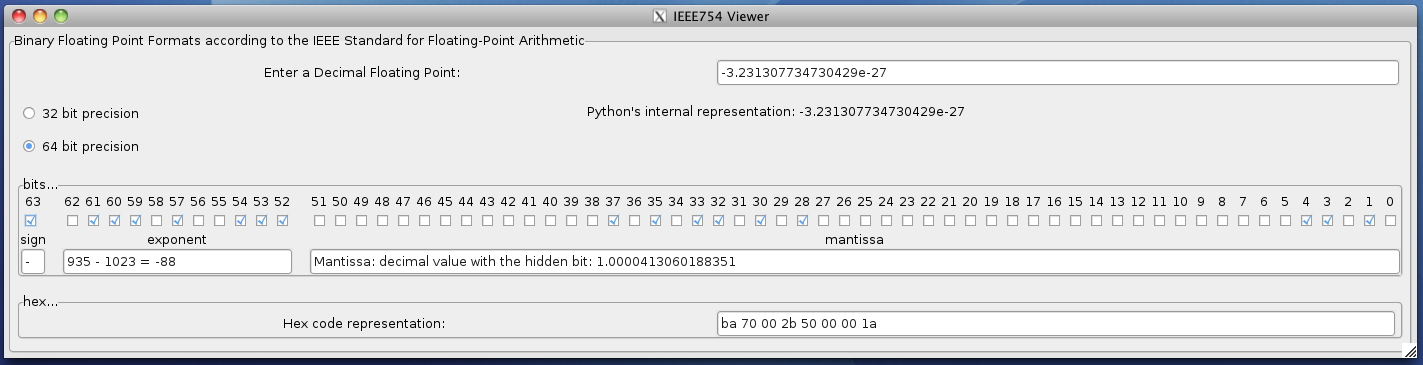 IEEE754 Viewer
Binary Floating Point Formats according to the IEEE Standard for Floating-Point Arithmetic
Enter a Decimal Floating Point: -3.231307734730429e-27
32 bit precision Python's internal representation: -3.231307734730429e-27
64 bit precision
bits...
63 62 61 60 59 58 57 56 55 54 53 52 51 50 49 48 47 46 45 44 43 42 41 40 39 38 37 36 35 34 33 32 31 30 29 28 27 26 25 24 23 22 21 20 19 18 17 16 15 14 13 12 11 10 9 8 7 6 5 4 3 2 1 0
sign exponent mantissa
- 935 - 1023 = -88 Mantissa: decimal value with the hidden bit: 1.0000413060188351
hex...
Hex code representation: ba 70 00 2b 50 00 00 1a